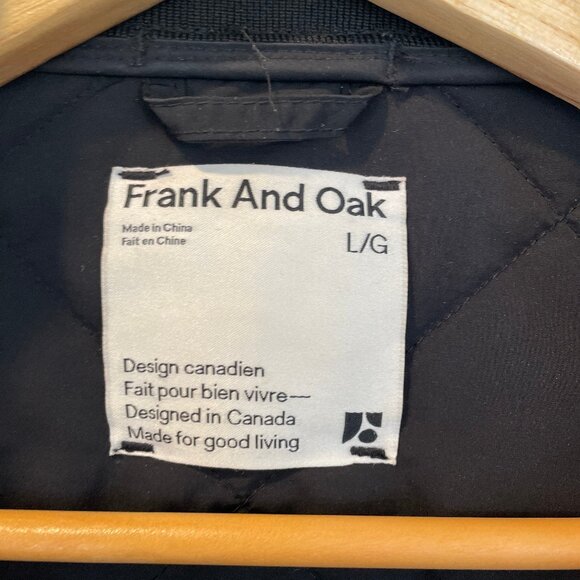 Frank And Oak
Made in China
Fait en Chine
L/G
Design canadien
Fait pour bien vivre—
Designed in Canada
Made for good living